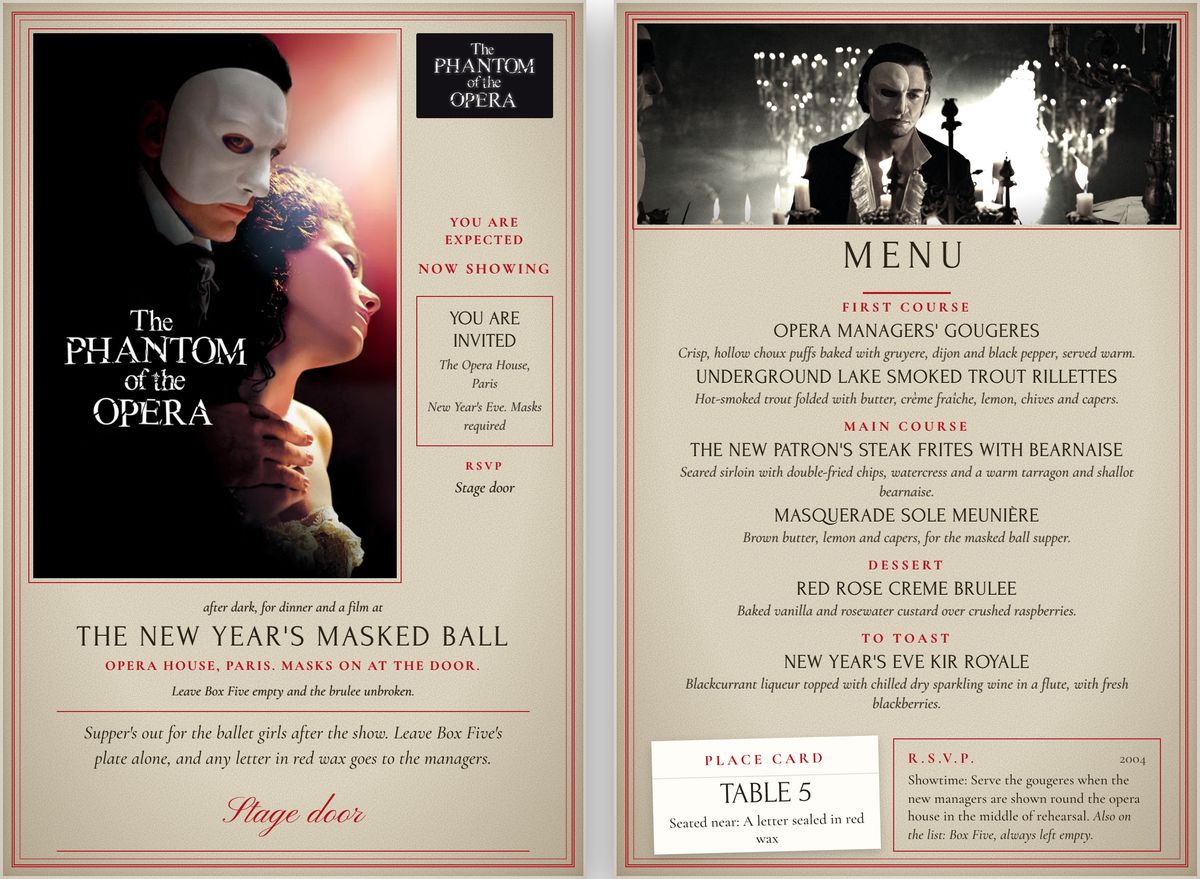 The
PHANTOM
of the
OPERA
The
PHANTOM
of the
OPERA
YOU ARE
EXPECTED
NOW SHOWING
YOU ARE
INVITED
The Opera House,
Paris
New Year's Eve. Masks
required
RSVP
Stage door
after dark, for dinner and a film at
THE NEW YEAR'S MASKED BALL
OPERA HOUSE, PARIS. MASKS ON AT THE DOOR.
Leave Box Five empty and the brulee unbroken.
Supper's out for the ballet girls after the show. Leave Box Five's
plate alone, and any letter in red wax goes to the managers.
Stage door
MENU
FIRST COURSE
OPERA MANAGERS' GOUGERES
Crisp, hollow choux puffs baked with gruyere, dijon and black pepper, served warm.
UNDERGROUND LAKE SMOKED TROUT RILLETTES
Hot-smoked trout folded with butter, crème fraîche, lemon, chives and capers.
MAIN COURSE
THE NEW PATRON'S STEAK FRITES WITH BEARNAISE
Seared sirloin with double-fried chips, watercress and a warm tarragon and shallot
bearnaise.
MASQUERADE SOLE MEUNIÈRE
Brown butter, lemon and capers, for the masked ball supper.
DESSERT
RED ROSE CREME BRULEE
Baked vanilla and rosewater custard over crushed raspberries.
TO TOAST
NEW YEAR'S EVE KIR ROYALE
Blackcurrant liqueur topped with chilled dry sparkling wine in a flute, with fresh
blackberries.
PLACE CARD
TABLE 5
Seated near: A letter sealed in red
wax
R.S.V.P. 2004
Showtime: Serve the gougeres when the
new managers are shown round the opera
house in the middle of rehearsal. Also on
the list: Box Five, always left empty.